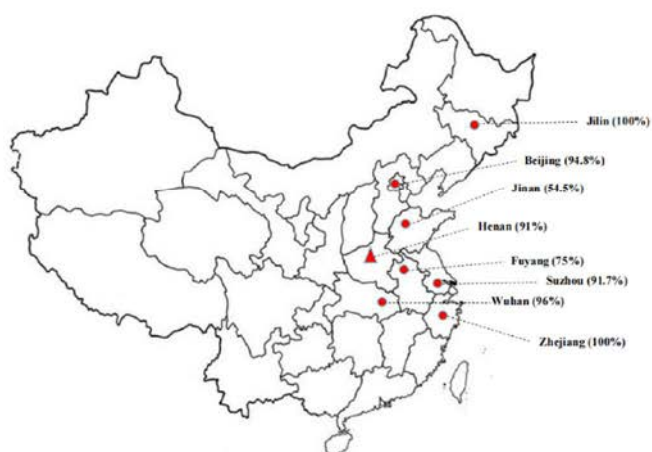 Jilin (100%)
Beijing (94.8%)
Jinan (54.5%)
Henan (91%)
Fuyang (75%)
Suzhou (91.7%)
Wuhan (96%)
Zhejiang (100%)